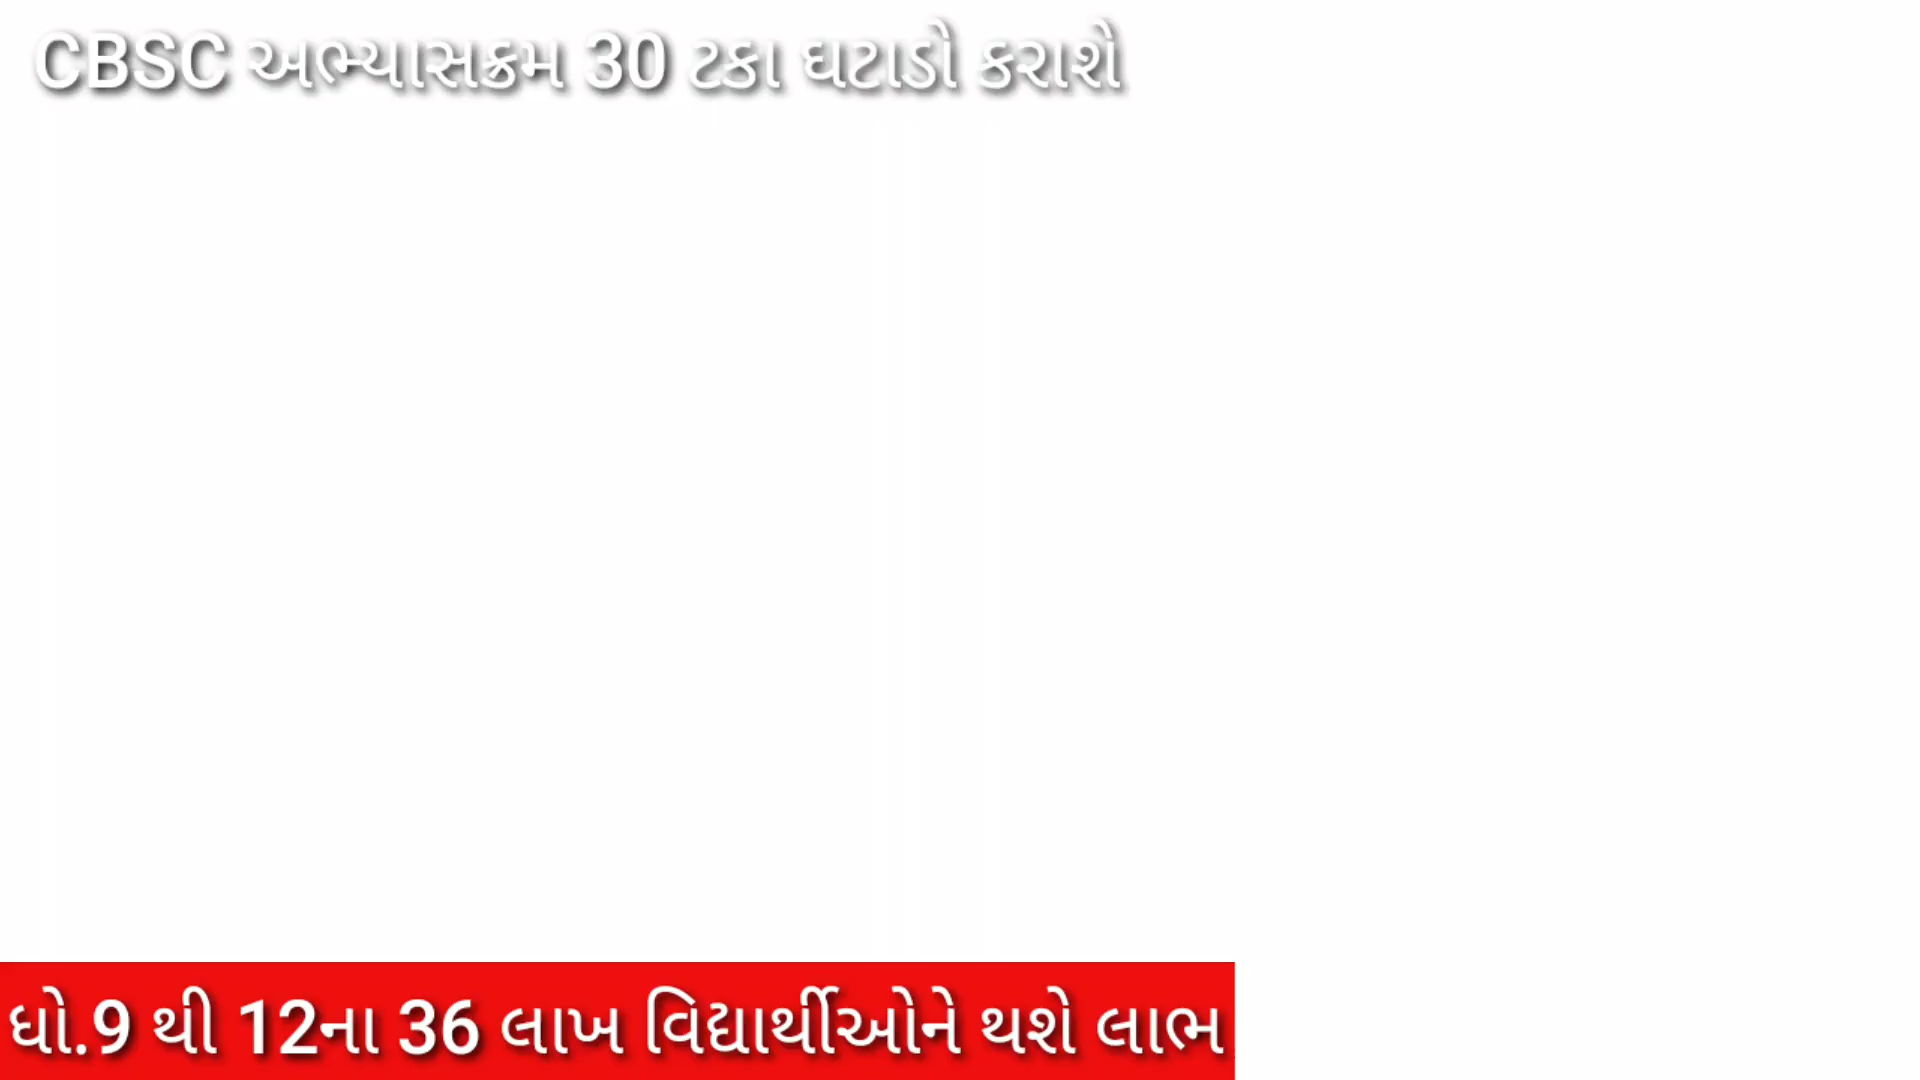 CBSC અભ્યાસક્રમ 30 ટકા ઘટાડો કરાશે
ધો.9 થી 12ના 36 લાખ વિદ્યાર્થીઓને થશે લાભ